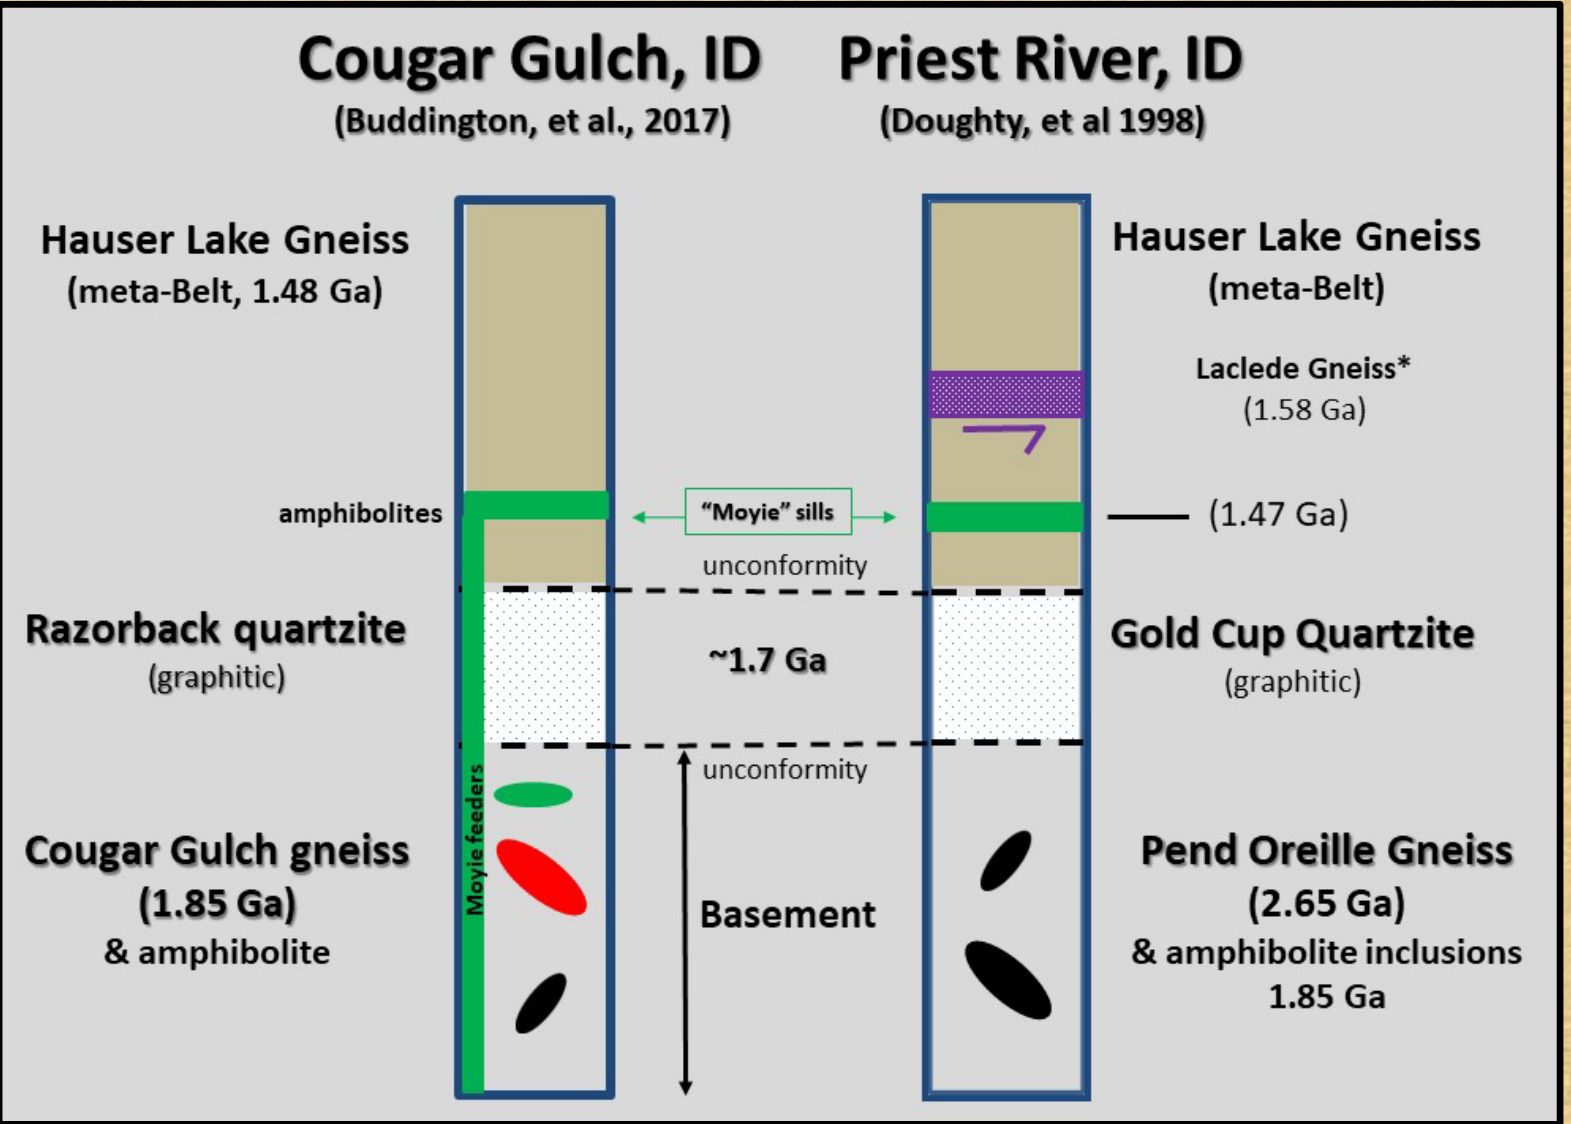 Cougar Gulch, ID
(Buddington, et al., 2017)
Priest River, ID
(Doughty, et al 1998)
Hauser Lake Gneiss
(meta-Belt, 1.48 Ga)
amphibolites
Razorback quartzite
(graphitic)
Cougar Gulch gneiss
(1.85 Ga)
& amphibolite
Moyie feeders
“Moyie” sills
unconformity
~1.7 Ga
unconformity
Basement
Hauser Lake Gneiss
(meta-Belt)
Laclede Gneiss*
(1.58 Ga)
(1.47 Ga)
Gold Cup Quartzite
(graphitic)
Pend Oreille Gneiss
(2.65 Ga)
& amphibolite inclusions
1.85 Ga